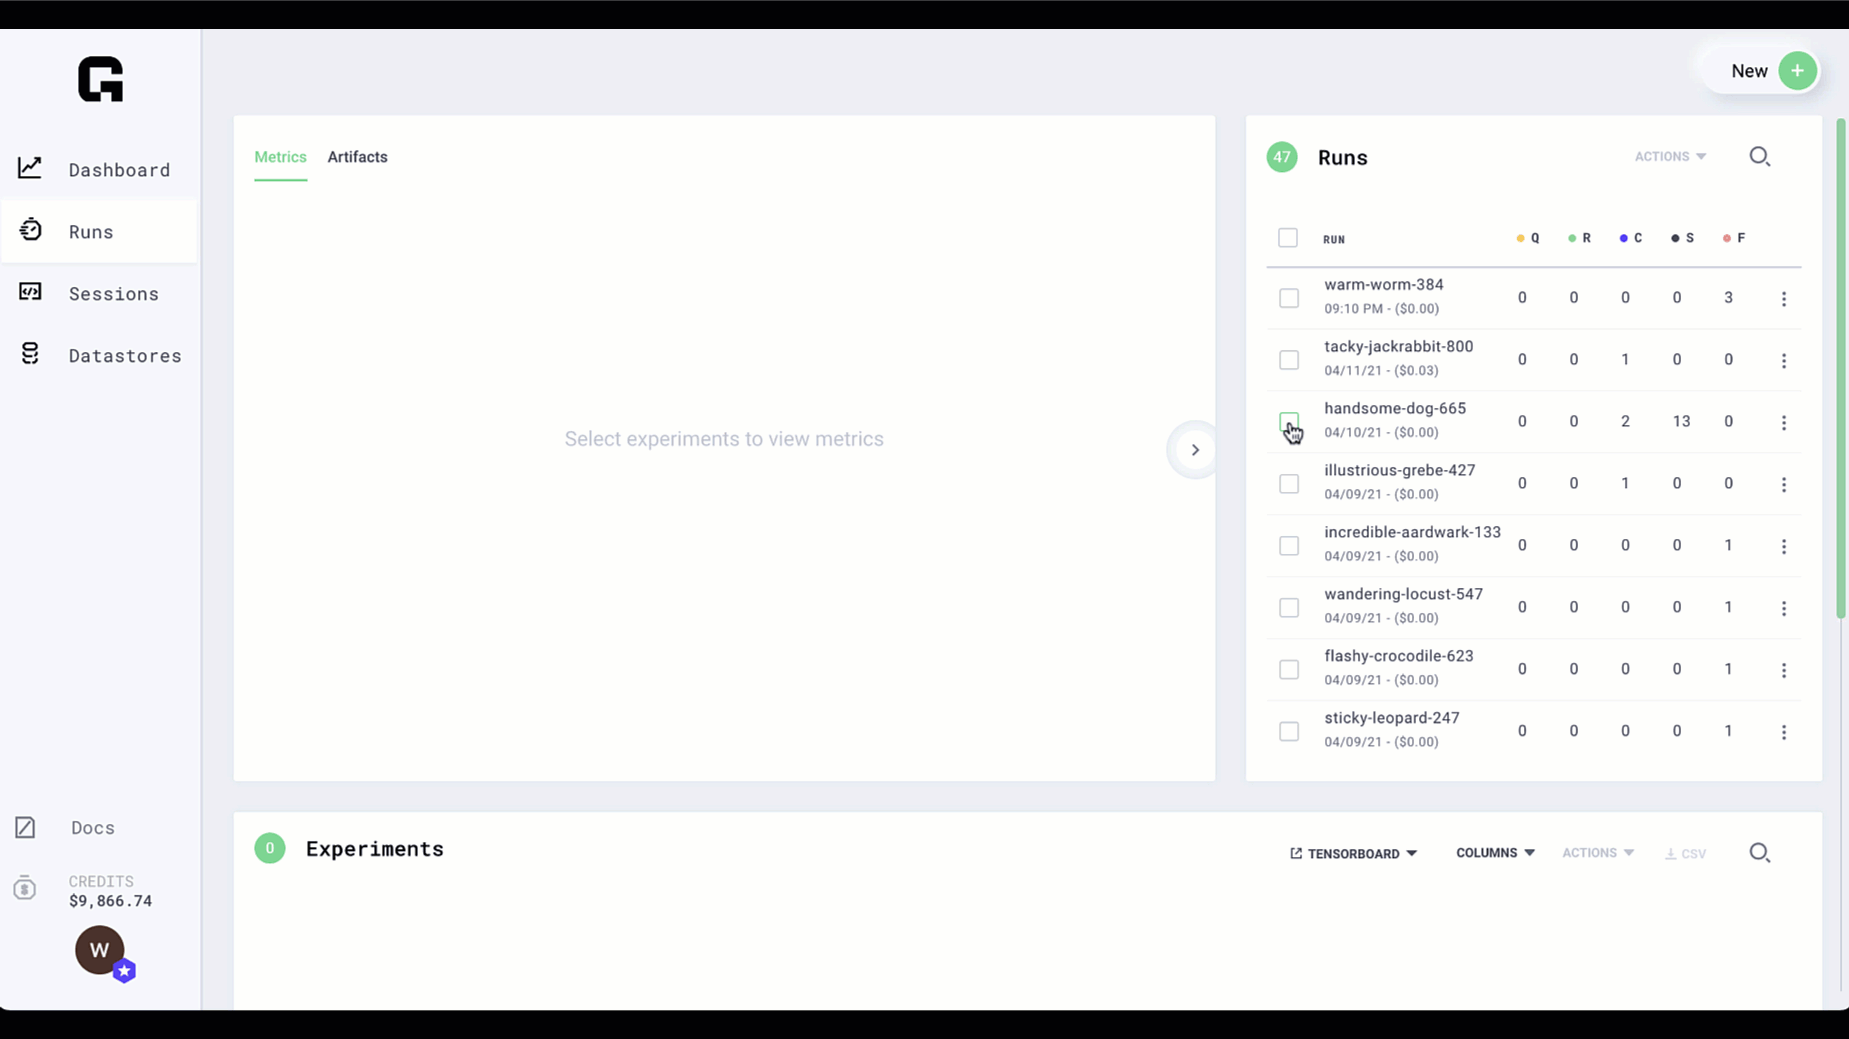 New +
Dashboard
Runs
Sessions
Datastores
Docs
CREDITS
$9,866.74
W
Metrics Artifacts
Select experiments to view metrics
47 Runs ACTIONS
RUN Q R C S F
warm-worm-384
09:10 PM - ($0.00)
0 0 0 0 3
tacky-jackrabbit-800
04/11/21 - ($0.03)
0 0 1 0 0
handsome-dog-665
04/10/21 - ($0.00)
0 0 2 13 0
illustrious-grebe-427
04/09/21 - ($0.00)
0 0 1 0 0
incredible-aardwark-133
04/09/21 - ($0.00)
0 0 0 0 1
wandering-locust-547
04/09/21 - ($0.00)
0 0 0 0 1
flashy-crocodile-623
04/09/21 - ($0.00)
0 0 0 0 1
sticky-leopard-247
04/09/21 - ($0.00)
0 0 0 0 1
0 Experiments TENSORBOARD COLUMNS ACTIONS CSV